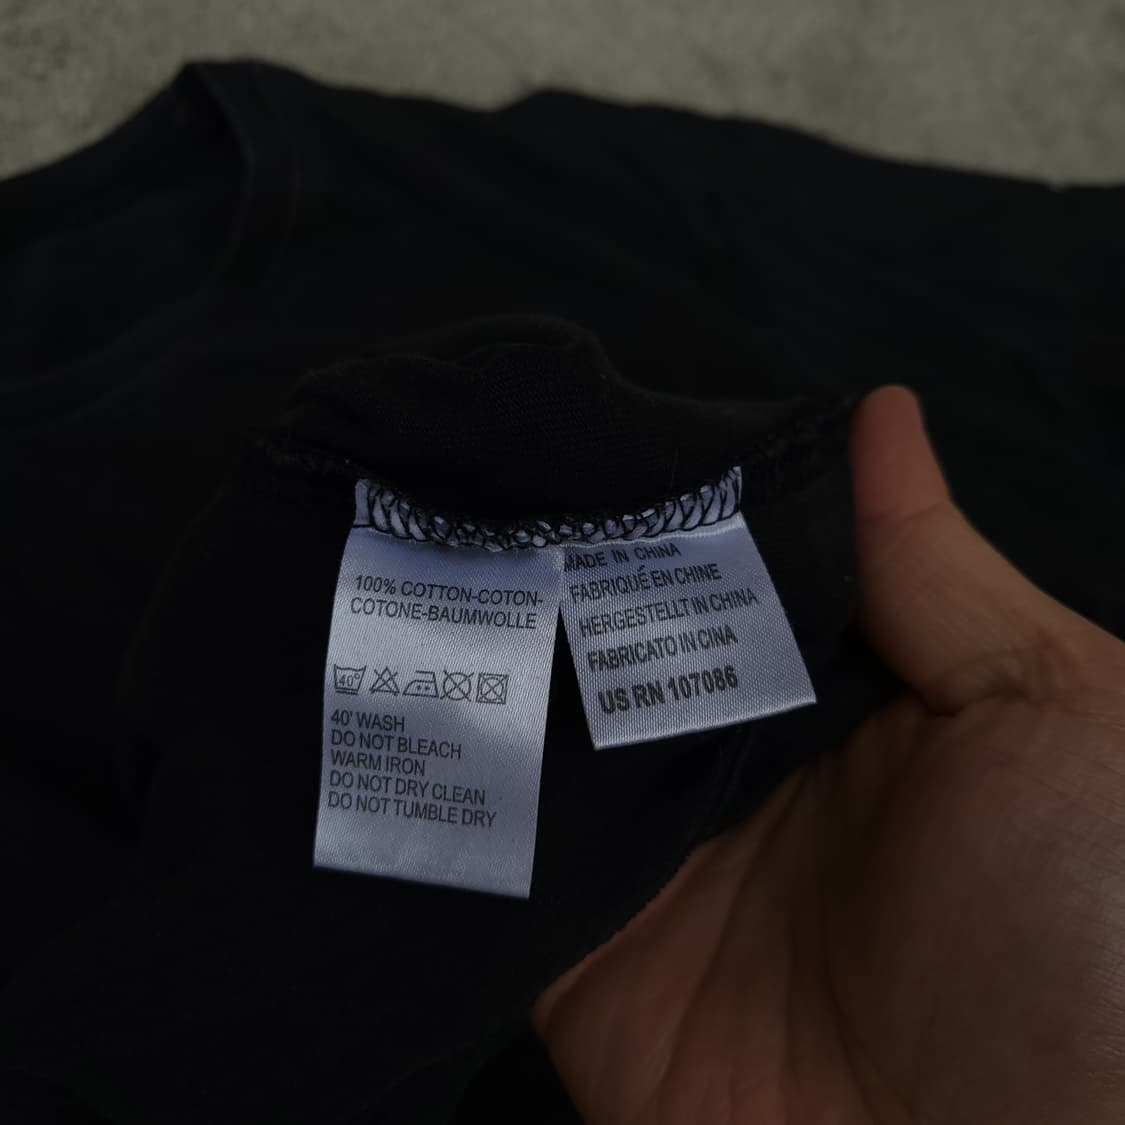 100% COTTON-COTON-
COTONE-BAUMWOLLE
40°
40° WASH
DO NOT BLEACH
WARM IRON
DO NOT DRY CLEAN
DO NOT TUMBLE DRY
MADE IN CHINA
FABRIQUÉ EN CHINE
HERGESTELLT IN CHINA
FABRICATO IN CINA
US RN 107086